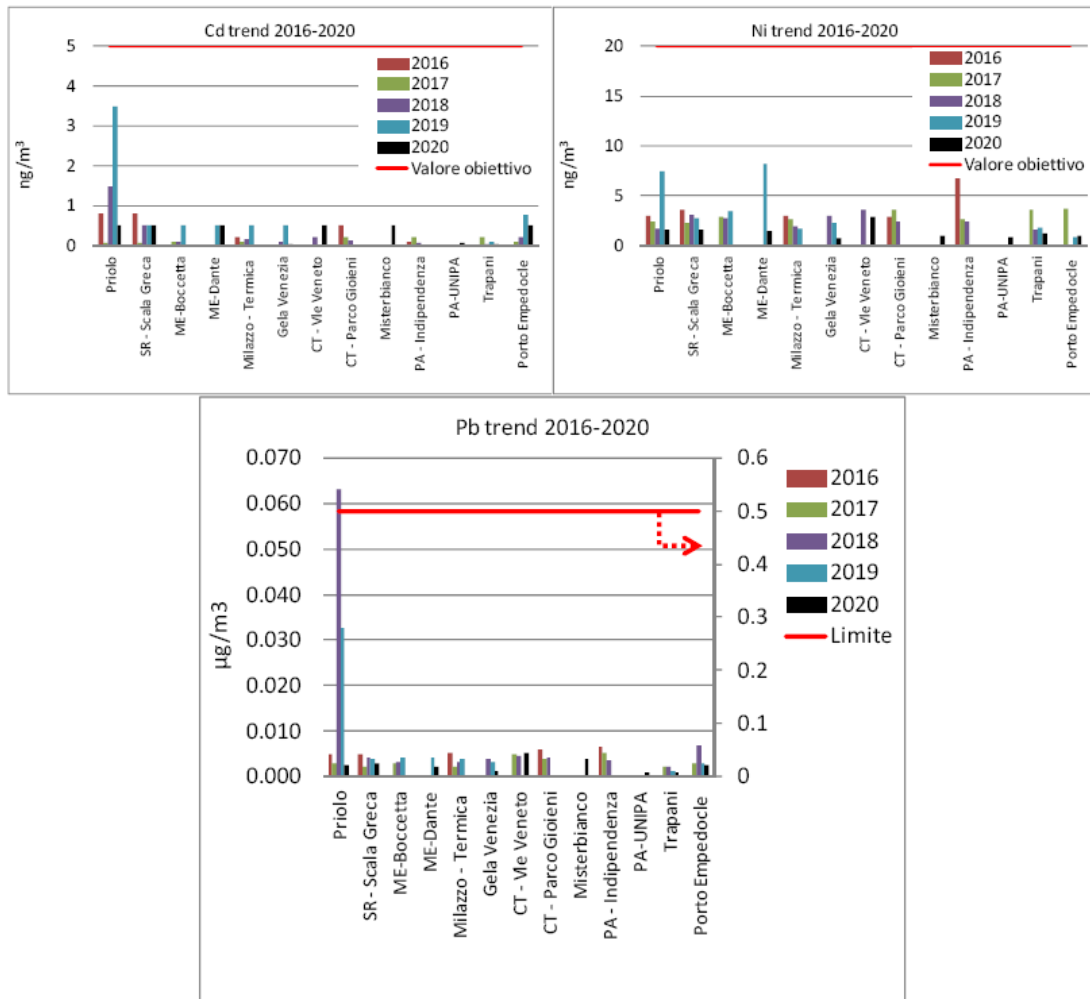 Cd trend 2016-2020
5
4
3
2
1
0
ng/m³
2016
2017
2018
2019
2020
Valore obiettivo
Priolo
SR - Scala Greca
ME-Boccetta
ME-Dante
Milazzo - Termica
Gela Venezia
CT - Vle Veneto
CT - Parco Gioieni
Misterbianco
PA - Indipendenza
PA-UNIPA
Trapani
Porto Empedocle
Ni trend 2016-2020
20
15
10
5
0
ng/m³
2016
2017
2018
2019
2020
Valore obiettivo
Priolo
SR - Scala Greca
ME-Boccetta
ME-Dante
Milazzo - Termica
Gela Venezia
CT - Vle Veneto
CT - Parco Gioieni
Misterbianco
PA - Indipendenza
PA-UNIPA
Trapani
Porto Empedocle
Pb trend 2016-2020
0.070
0.060
0.050
0.040
0.030
0.020
0.010
0.000
µg/m3
0.6
0.5
0.4
0.3
0.2
0.1
0
2016
2017
2018
2019
2020
Limite
Priolo
SR - Scala Greca
ME-Boccetta
ME-Dante
Milazzo - Termica
Gela Venezia
CT - Vle Veneto
CT - Parco Gioieni
Misterbianco
PA - Indipendenza
PA-UNIPA
Trapani
Porto Empedocle